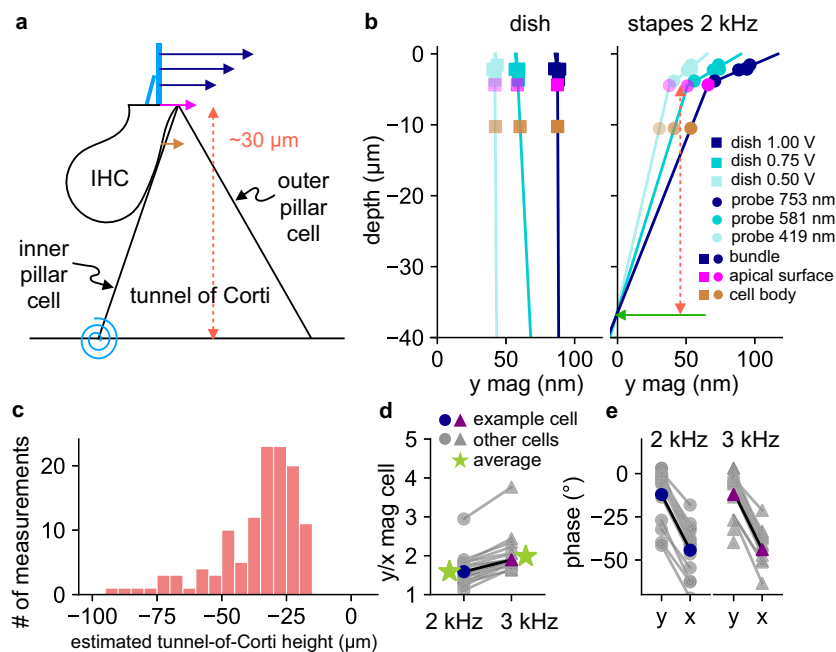 a
IHC
~30 μm
outer
pillar
cell
inner
pillar
cell
tunnel of Corti
b
dish
stapes 2 kHz
depth (μm)
0
−10
−20
−30
−40
0
50
100
y mag (nm)
0
50
100
y mag (nm)
dish 1.00 V
dish 0.75 V
dish 0.50 V
probe 753 nm
probe 581 nm
probe 419 nm
bundle
apical surface
cell body
c
# of measurements
20
10
0
−100
−75
−50
−25
0
estimated tunnel-of-Corti height (μm)
d
example cell
other cells
average
y/x mag cell
5
4
3
2
1
2 kHz
3 kHz
e
2 kHz
3 kHz
phase (°)
0
−25
−50
y
x
y
x